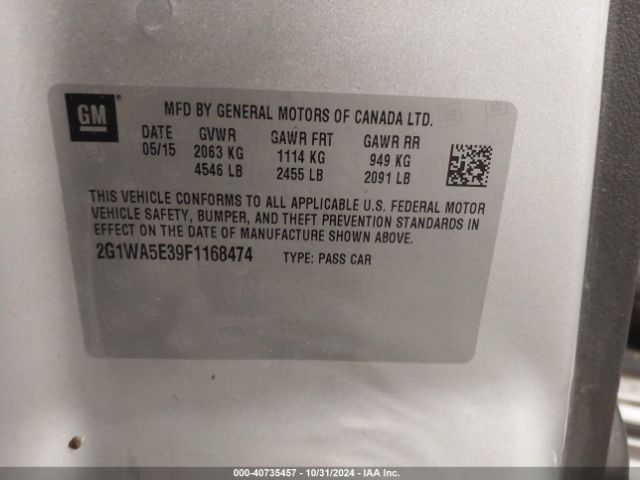 GM
MFD BY GENERAL MOTORS OF CANADA LTD.
DATE GVWR GAWR FRT GAWR RR
05/15 2063 KG 1114 KG 949 KG
4546 LB 2455 LB 2091 LB
THIS VEHICLE CONFORMS TO ALL APPLICABLE U.S. FEDERAL MOTOR
VEHICLE SAFETY, BUMPER, AND THEFT PREVENTION STANDARDS IN
EFFECT ON THE DATE OF MANUFACTURE SHOWN ABOVE.
2G1WA5E39F1168474 TYPE: PASS CAR
000-40735457 - 10/31/2024 - IAA Inc.